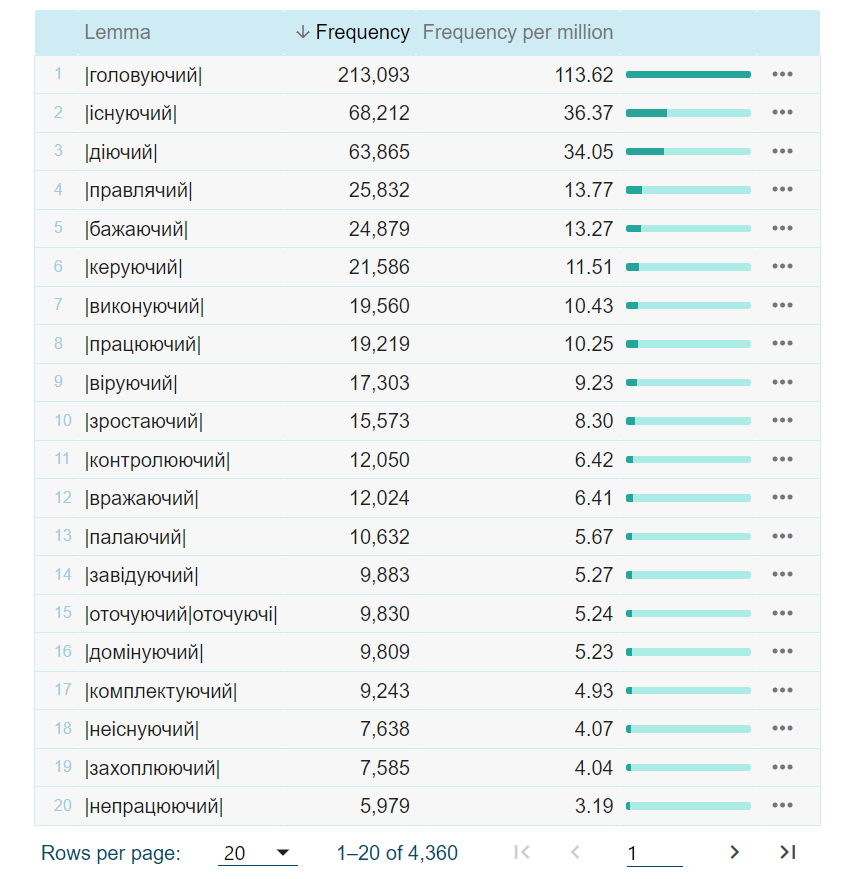 Lemma ↓ Frequency Frequency per million
1 |головуючий| 213,093 113.62 •••
2 |існуючий| 68,212 36.37 •••
3 |діючий| 63,865 34.05 •••
4 |правлячий| 25,832 13.77 •••
5 |бажаючий| 24,879 13.27 •••
6 |керуючий| 21,586 11.51 •••
7 |виконуючий| 19,560 10.43 •••
8 |працюючий| 19,219 10.25 •••
9 |віруючий| 17,303 9.23 •••
10 |зростаючий| 15,573 8.30 •••
11 |контролюючий| 12,050 6.42 •••
12 |вражаючий| 12,024 6.41 •••
13 |палаючий| 10,632 5.67 •••
14 |завідуючий| 9,883 5.27 •••
15 |оточуючий|оточуючі| 9,830 5.24 •••
16 |домінуючий| 9,809 5.23 •••
17 |комплектуючий| 9,243 4.93 •••
18 |неіснуючий| 7,638 4.07 •••
19 |захоплюючий| 7,585 4.04 •••
20 |непрацюючий| 5,979 3.19 •••
Rows per page: 20 1–20 of 4,360 1